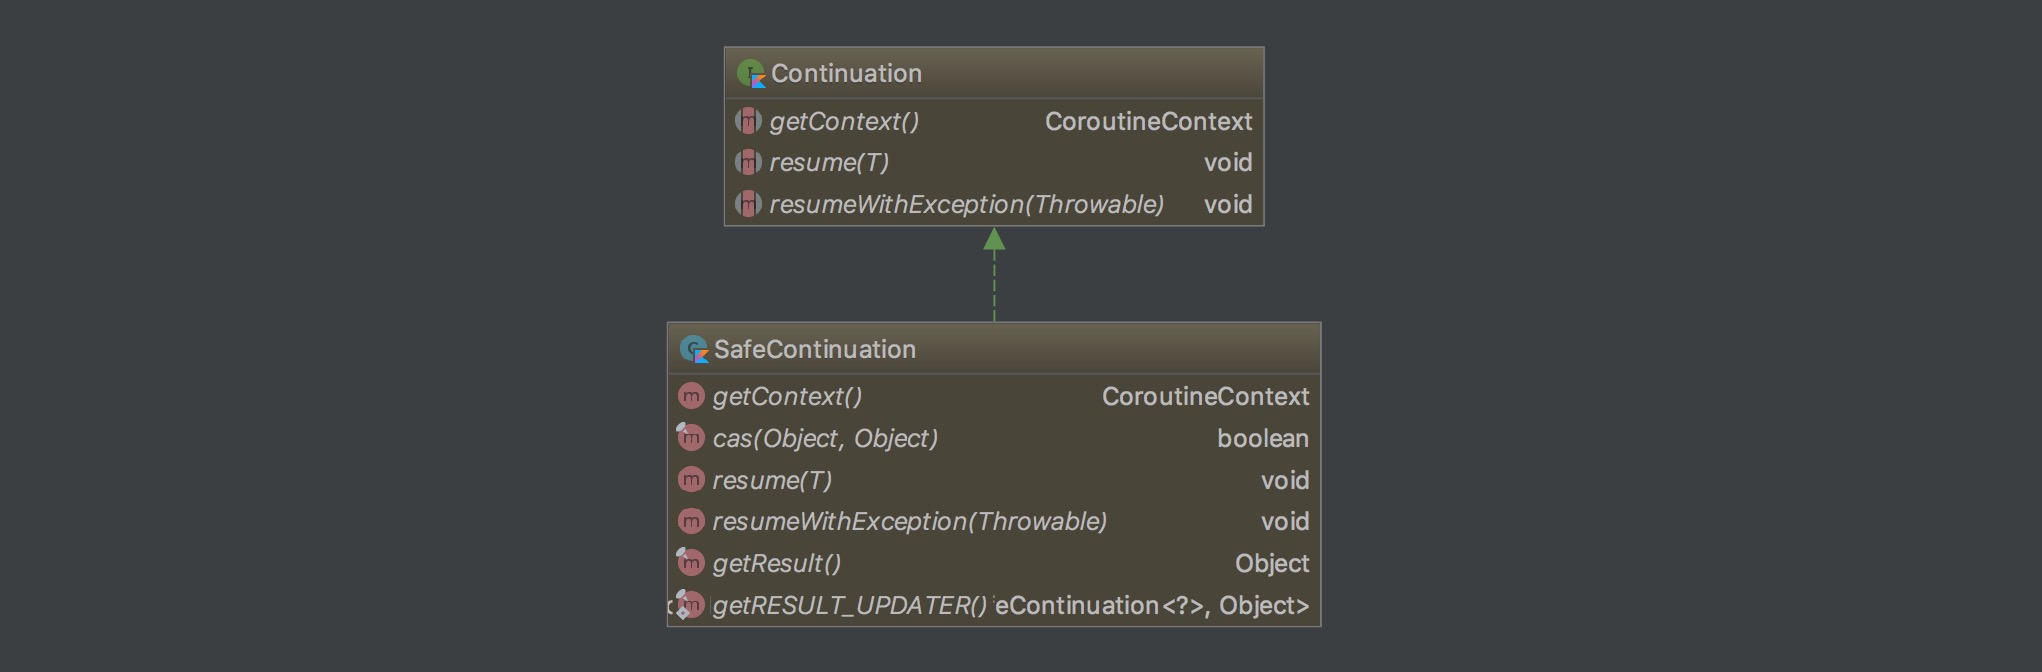 Continuation
getContext() CoroutineContext
resume(T) void
resumeWithException(Throwable) void
SafeContinuation
getContext() CoroutineContext
cas(Object, Object) boolean
resume(T) void
resumeWithException(Throwable) void
getResult() Object
getRESULT_UPDATER() eContinuation<?>, Object>